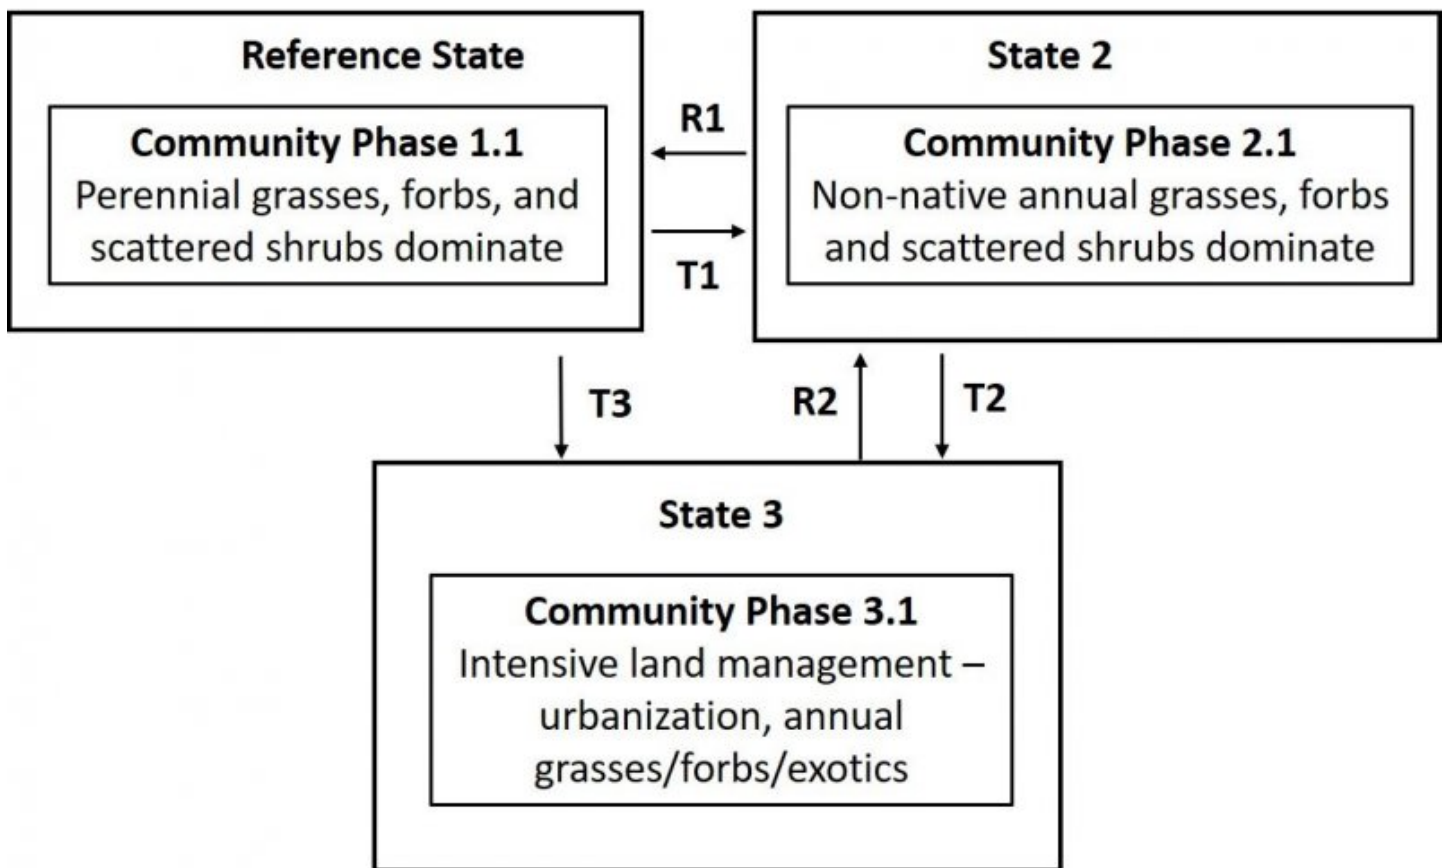 Reference State
Community Phase 1.1
Perennial grasses, forbs, and
scattered shrubs dominate
R1
T1
State 2
Community Phase 2.1
Non-native annual grasses, forbs
and scattered shrubs dominate
T3
R2
T2
State 3
Community Phase 3.1
Intensive land management –
urbanization, annual
grasses/forbs/exotics